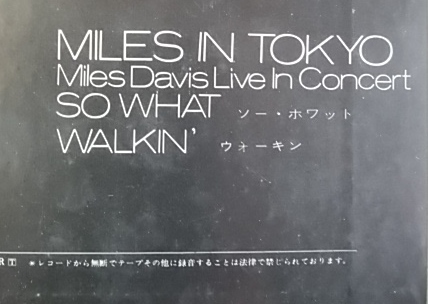 MILES IN TOKYO
Miles Davis Live In Concert
SO WHAT ソー・ホワット
WALKIN’ ウォーキン
RT ※レコードから無断でテープその他に録音することは法律で禁じられております。